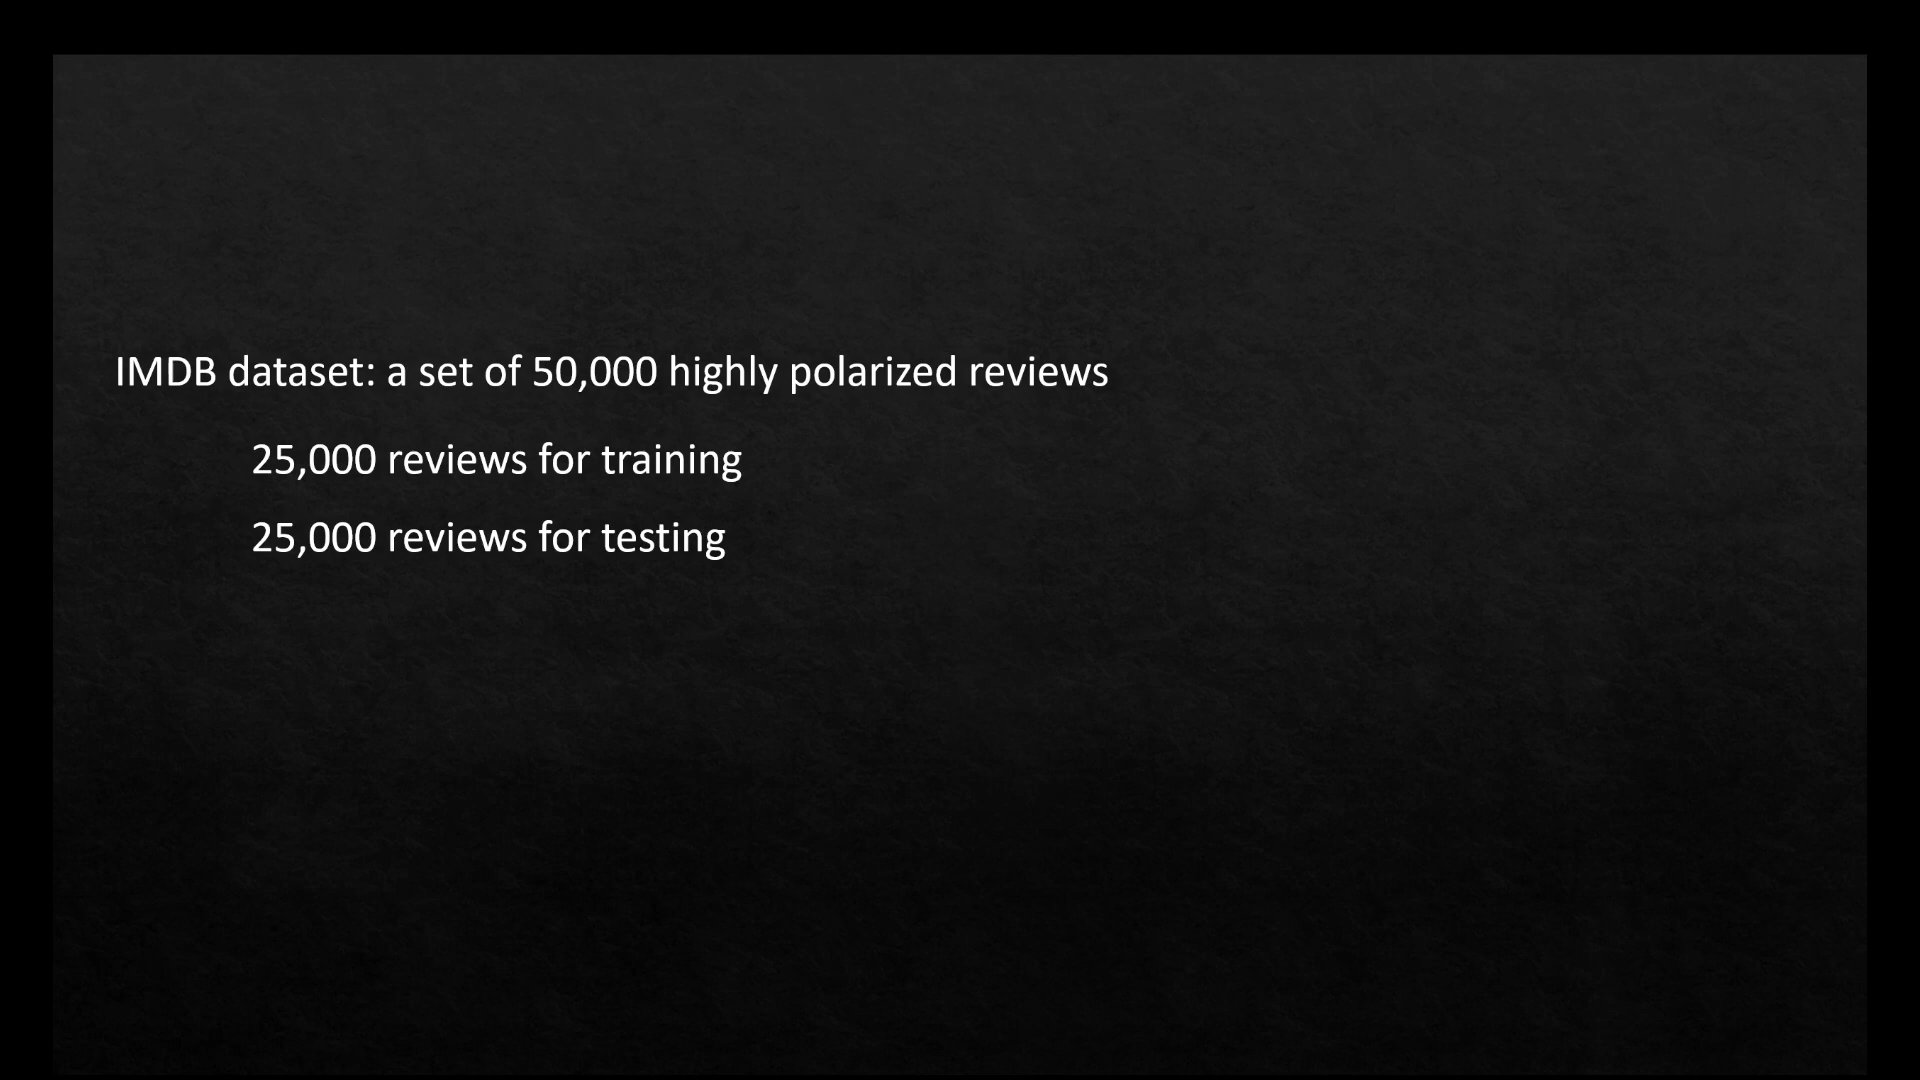 IMDB dataset: a set of 50,000 highly polarized reviews
25,000 reviews for training
25,000 reviews for testing